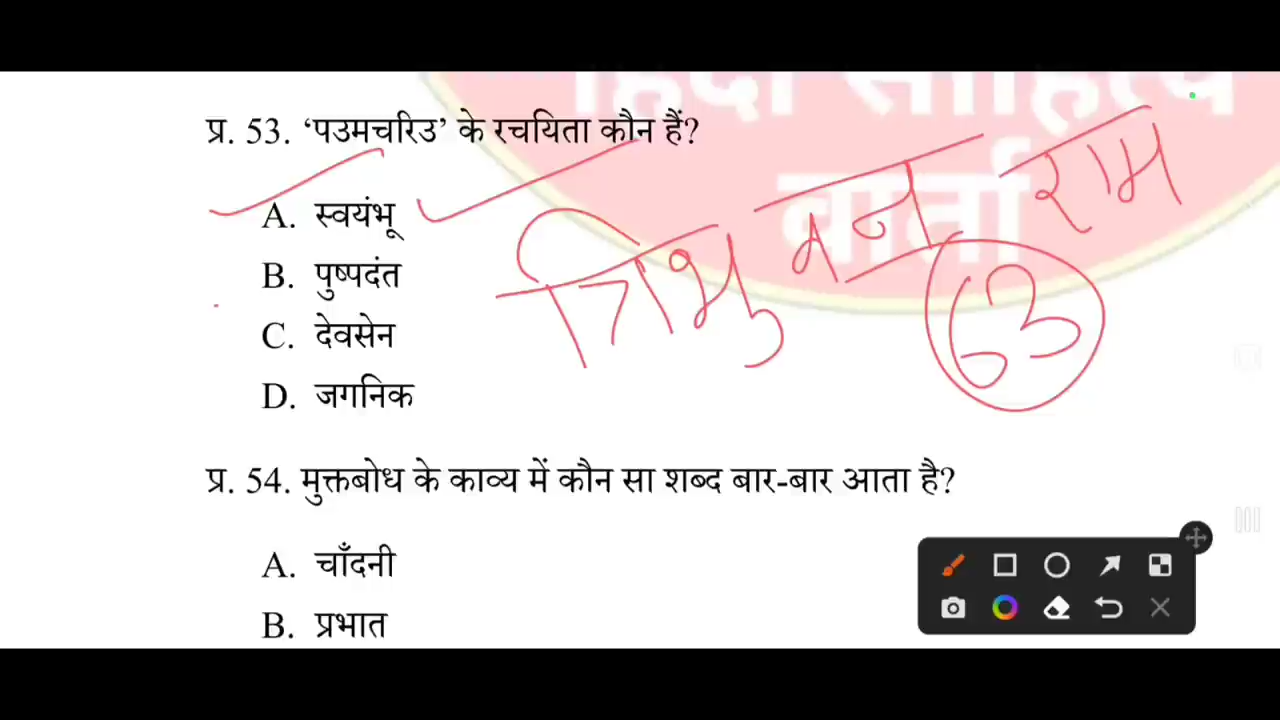 हिंदी साहित्य
वार्ता
प्र. 53. ‘पउमचरिउ’ के रचयिता कौन हैं?
A. स्वयंभू
B. पुष्पदंत
C. देवसेन
D. जगनिक
त्रिभुवन राम
63
प्र. 54. मुक्तबोध के काव्य में कौन सा शब्द बार-बार आता है?
A. चाँदनी
B. प्रभात